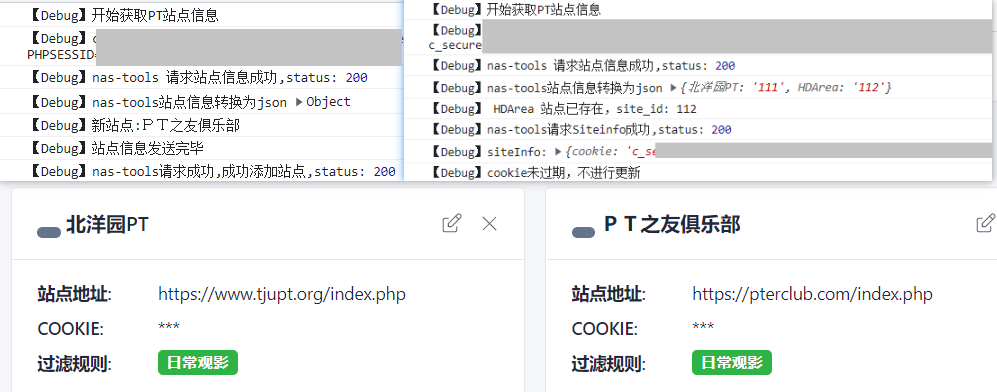 【Debug】开始获取PT站点信息
【Debug】c
PHPSESSID=
【Debug】nas-tools 请求站点信息成功,status: 200
【Debug】nas-tools站点信息转换为json ▶Object
【Debug】新站点:ＰＴ之友俱乐部
【Debug】站点信息发送完毕
【Debug】nas-tools请求成功,成功添加站点,status: 200
【Debug】开始获取PT站点信息
【Debug】
c_secure
【Debug】nas-tools 请求站点信息成功,status: 200
【Debug】nas-tools站点信息转换为json ▶{北洋园PT: '111', HDArea: '112'}
【Debug】 HDArea 站点已存在，site_id: 112
【Debug】nas-tools请求Siteinfo成功,status: 200
【Debug】siteInfo: ▶{cookie: 'c_se
【Debug】cookie未过期，不进行更新
北洋园PT
站点地址: https://www.tjupt.org/index.php
COOKIE: ***
过滤规则: 日常观影
ＰＴ之友俱乐部
站点地址: https://pterclub.com/index.php
COOKIE: ***
过滤规则: 日常观影